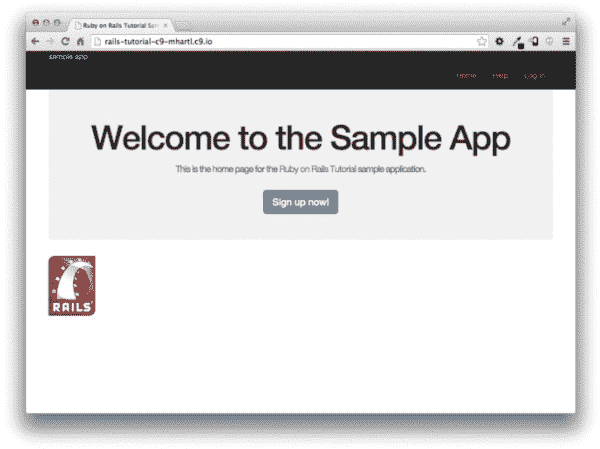 Ruby on Rails Tutorial Sam
rails-tutorial-c9-mhartl.c9.io
sample app
Home Help Log in
Welcome to the Sample App
This is the home page for the Ruby on Rails Tutorial sample application.
Sign up now!
RAILS